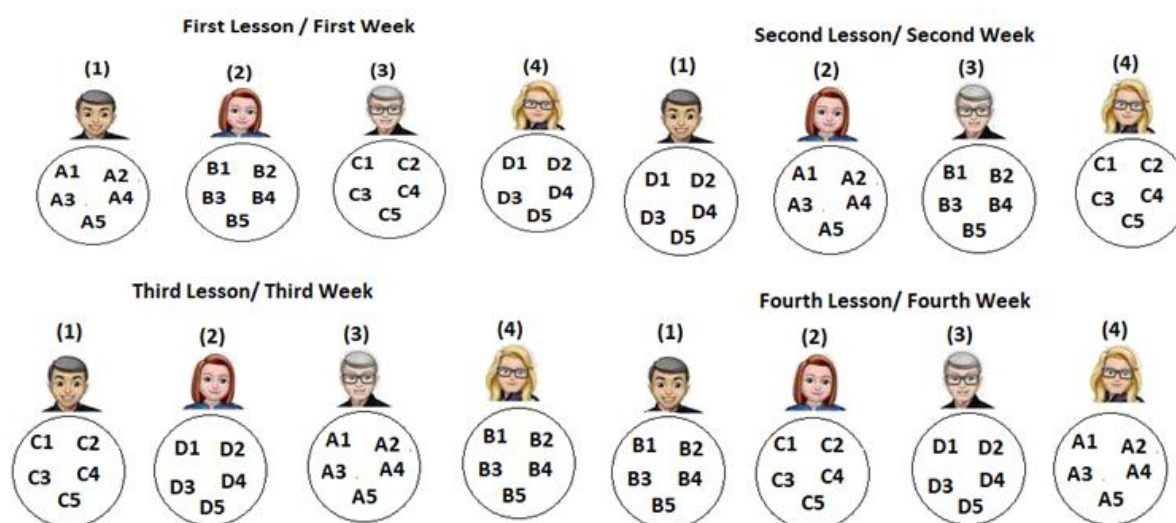 First Lesson / First Week
(1) (2) (3) (4)
A1 A2
A3 A4
A5
B1 B2
B3 B4
B5
C1 C2
C3 C4
C5
D1 D2
D3 D4
D5
Second Lesson/ Second Week
(1) (2) (3) (4)
D1 D2
D3 D4
D5
A1 A2
A3 A4
A5
B1 B2
B3 B4
B5
C1 C2
C3 C4
C5
Third Lesson/ Third Week
(1) (2) (3) (4)
C1 C2
C3 C4
C5
D1 D2
D3 D4
D5
A1 A2
A3 A4
A5
B1 B2
B3 B4
B5
Fourth Lesson/ Fourth Week
(1) (2) (3) (4)
B1 B2
B3 B4
B5
C1 C2
C3 C4
C5
D1 D2
D3 D4
D5
A1 A2
A3 A4
A5